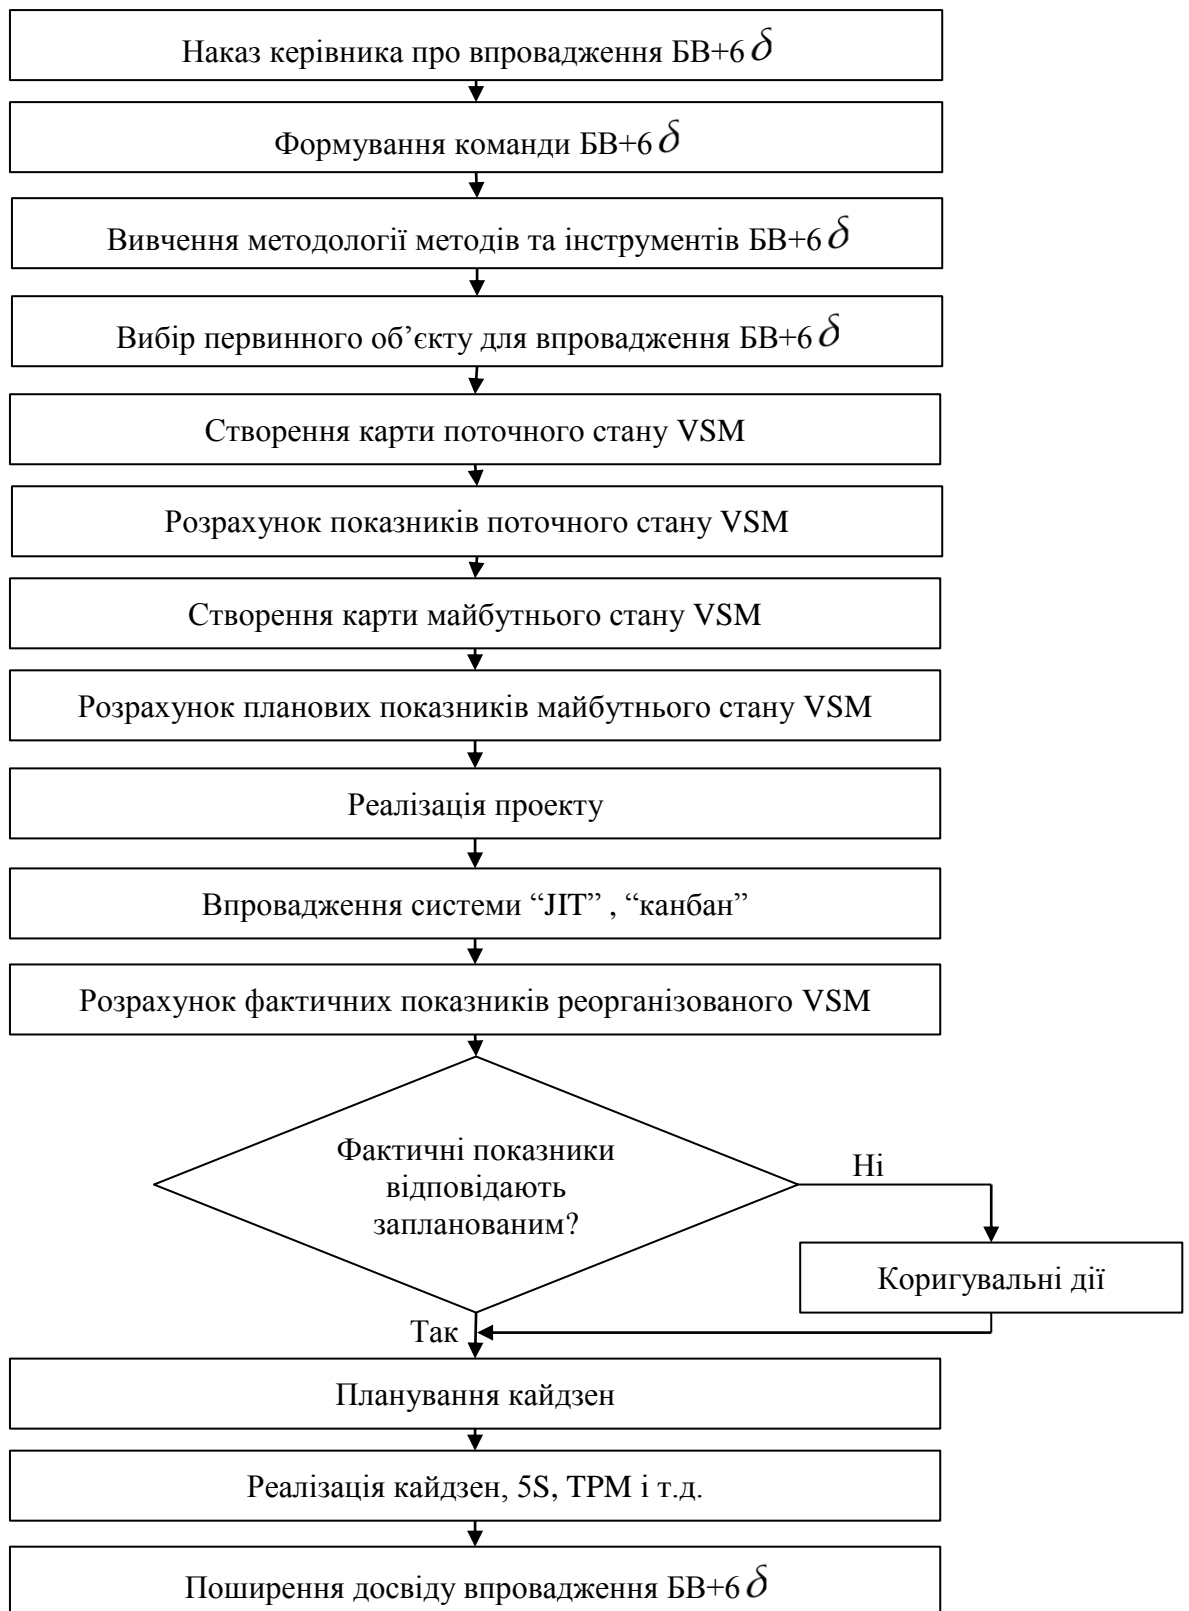 Наказ керівника про впровадження БВ+6δ
Формування команди БВ+6δ
Вивчення методології методів та інструментів БВ+6δ
Вибір первинного об’єкту для впровадження БВ+6δ
Створення карти поточного стану VSM
Розрахунок показників поточного стану VSM
Створення карти майбутнього стану VSM
Розрахунок планових показників майбутнього стану VSM
Реалізація проекту
Впровадження системи “JIT” , “канбан”
Розрахунок фактичних показників реорганізованого VSM
Фактичні показники
відповідають
запланованим?
Ні
Коригувальні дії
Так
Планування кайдзен
Реалізація кайдзен, 5S, TPM і т.д.
Поширення досвіду впровадження БВ+6δ